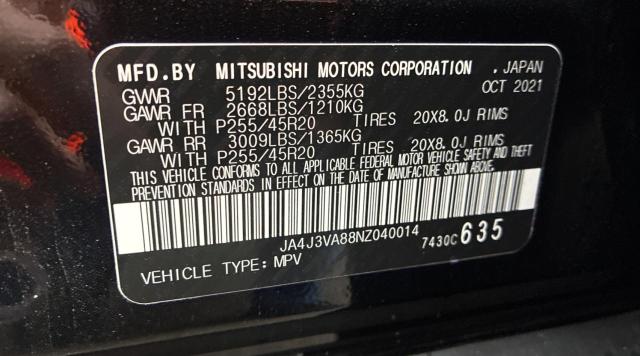 MFD.BY MITSUBISHI MOTORS CORPORATION, JAPAN
GVWR 5192LBS/2355KG OCT 2021
GAWR FR 2668LBS/1210KG
WITH P255/45R20 TIRES 20X8.0J RIMS
GAWR RR 3009LBS/1365KG
WITH P255/45R20 TIRES 20X8.0J RIMS
THIS VEHICLE CONFORMS TO ALL APPLICABLE FEDERAL MOTOR VEHICLE SAFETY AND THEFT
PREVENTION STANDARDS IN EFFECT ON THE DATE OF MANUFACTURE SHOWN ABOVE.
JA4J3VA88NZ040014 7430C635
VEHICLE TYPE: MPV